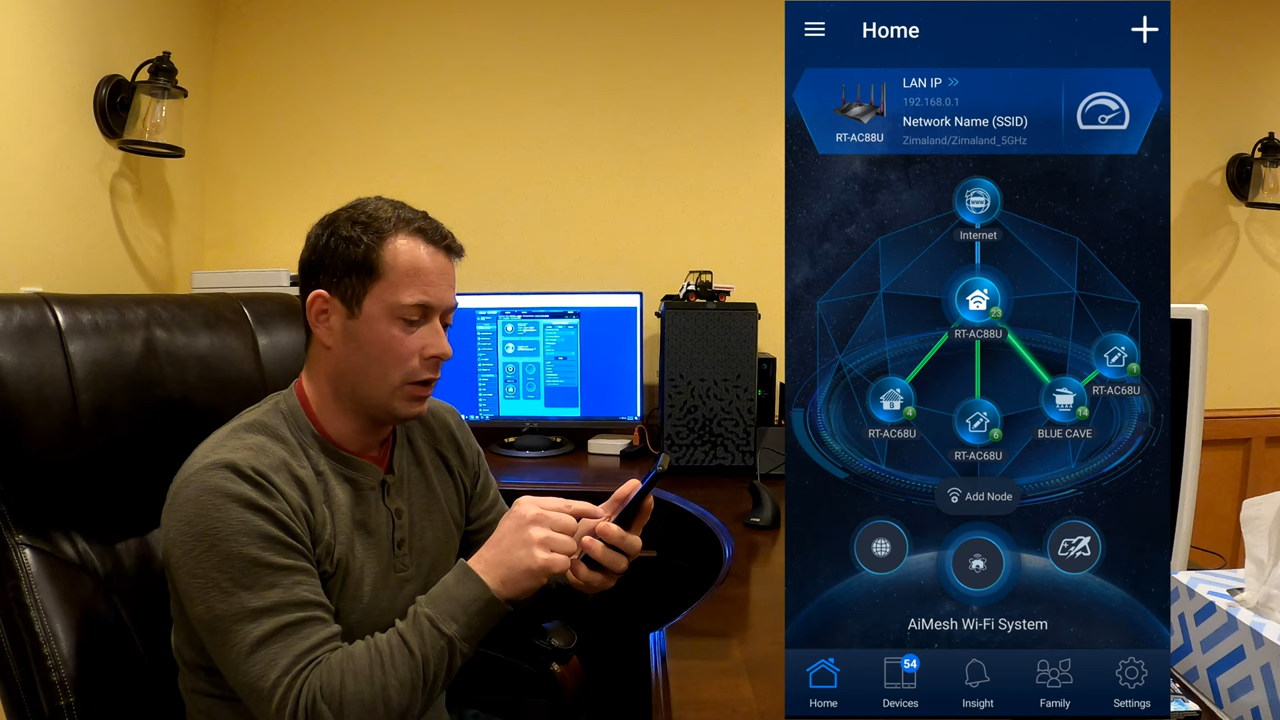 Home
LAN IP
192.168.0.1
Network Name (SSID)
RT-AC88U
Zimaland/Zimaland_5GHz
WWW
Internet
23
RT-AC88U
1
RT-AC68U
B
4
RT-AC68U
6
RT-AC68U
14
BLUE CAVE
Add Node
AiMesh Wi-Fi System
54
Home
Devices
Insight
Family
Settings